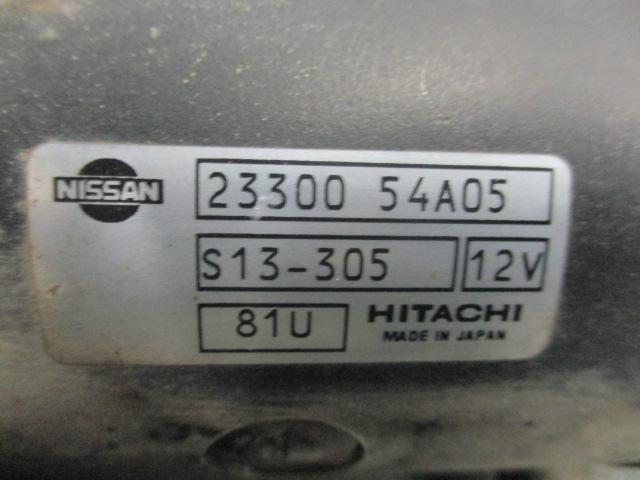 NISSAN
23300 54A05
S13-305 12V
81U HITACHI
MADE IN JAPAN